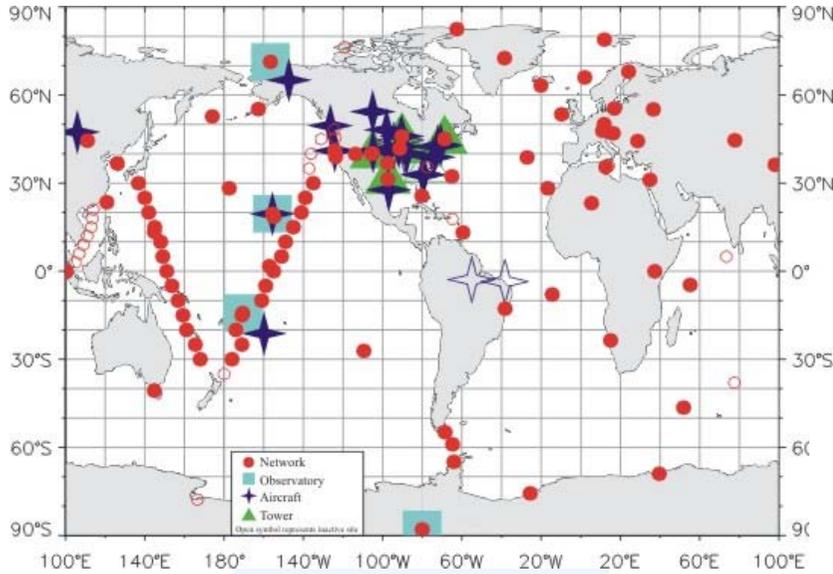 90°N
90°N
60°N
60°N
30°N
30°N
0°
0°
30°S
30°S
60°S
60(
90°S
90(
Network
Observatory
Aircraft
Tower
Open symbol represents inactive site
100°E 140°E 180° 140°W 100°W 60°W 20°W 20°E 60°E 100°E